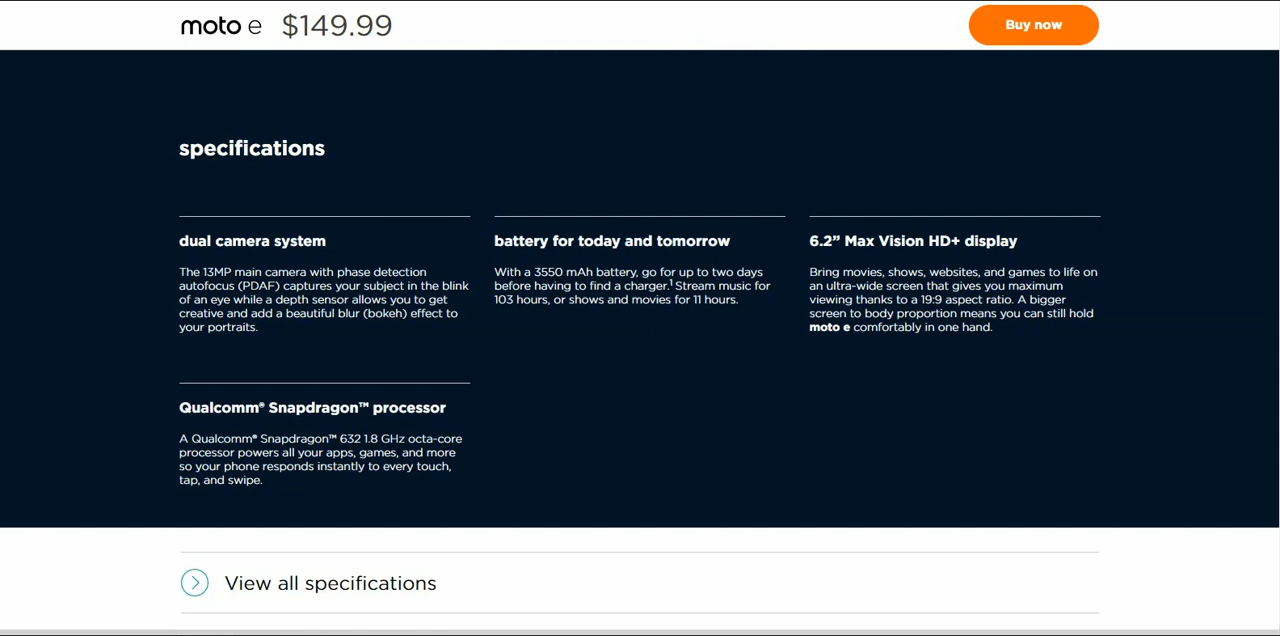 moto e $149.99
Buy now
specifications
dual camera system
The 13MP main camera with phase detection
autofocus (PDAF) captures your subject in the blink
of an eye while a depth sensor allows you to get
creative and add a beautiful blur (bokeh) effect to
your portraits.
battery for today and tomorrow
With a 3550 mAh battery, go for up to two days
before having to find a charger.¹ Stream music for
103 hours, or shows and movies for 11 hours.
6.2” Max Vision HD+ display
Bring movies, shows, websites, and games to life on
an ultra-wide screen that gives you maximum
viewing thanks to a 19:9 aspect ratio. A bigger
screen to body proportion means you can still hold
moto e comfortably in one hand.
Qualcomm® Snapdragon™ processor
A Qualcomm® Snapdragon™ 632 1.8 GHz octa-core
processor powers all your apps, games, and more
so your phone responds instantly to every touch,
tap, and swipe.
View all specifications